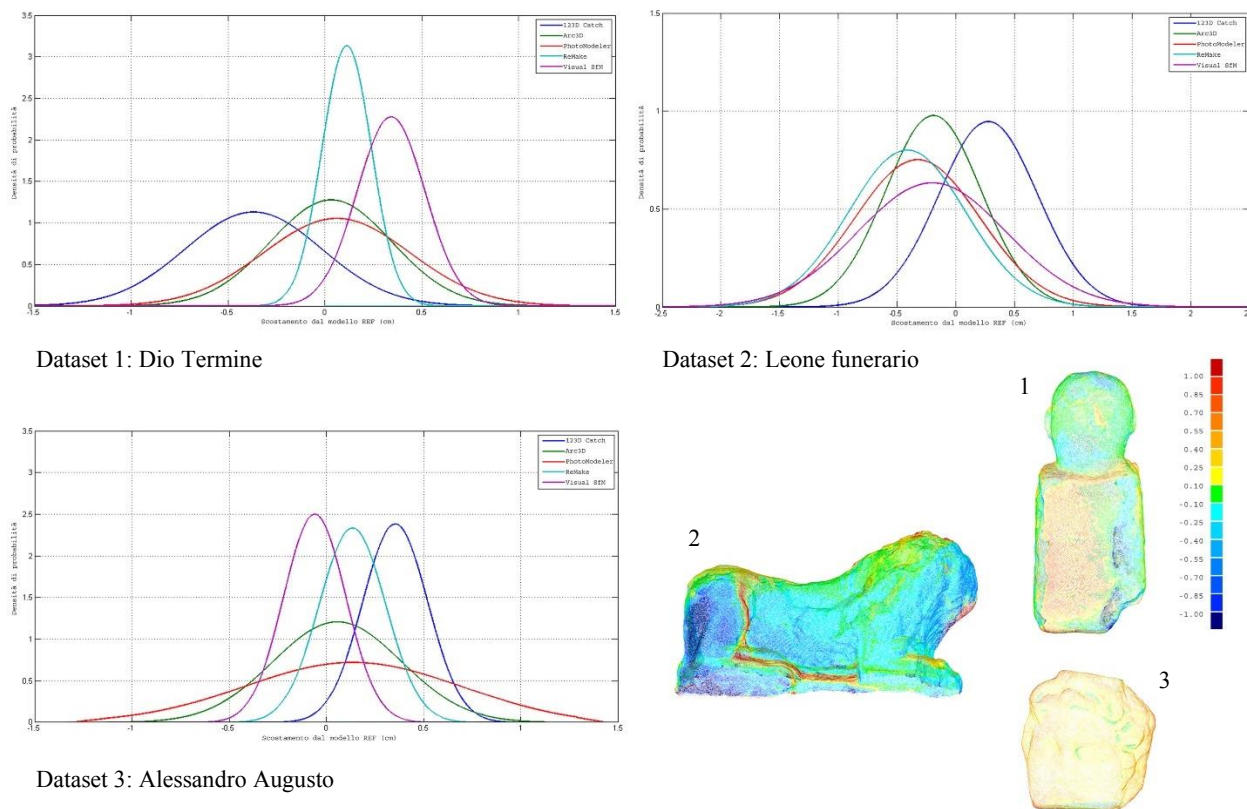 3.5
3
2.5
2
1.5
1
0.5
0
-1.5 -1 -0.5 0 0.5 1 1.5
Densità di probabilità
Scostamento dal modello REF (cm)
123D Catch
Arc3D
PhotoModeler
ReMake
Visual SfM
Dataset 1: Dio Termine
1.5
1
0.5
0
-2.5 -2 -1.5 -1 -0.5 0 0.5 1 1.5 2 2.5
Densità di probabilità
Scostamento dal modello REF (cm)
123D Catch
Arc3D
PhotoModeler
ReMake
Visual SfM
Dataset 2: Leone funerario
3.5
3
2.5
2
1.5
1
0.5
0
-1.5 -1 -0.5 0 0.5 1 1.5
Densità di probabilità
Scostamento dal modello REF (cm)
123D Catch
Arc3D
PhotoModeler
ReMake
Visual SfM
Dataset 3: Alessandro Augusto
1
2
3
1.00
0.85
0.70
0.55
0.40
0.25
0.10
-0.10
-0.25
-0.40
-0.55
-0.70
-0.85
-1.00